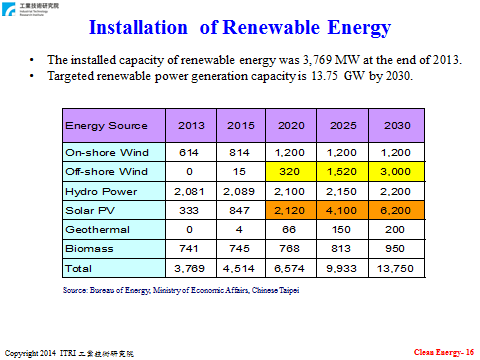 工業技術研究院
Industrial Technology
Research Institute
Installation of Renewable Energy
• The installed capacity of renewable energy was 3,769 MW at the end of 2013.
• Targeted renewable power generation capacity is 13.75 GW by 2030.
Energy Source 2013 2015 2020 2025 2030
On-shore Wind 614 814 1,200 1,200 1,200
Off-shore Wind 0 15 320 1,520 3,000
Hydro Power 2,081 2,089 2,100 2,150 2,200
Solar PV 333 847 2,120 4,100 6,200
Geothermal 0 4 66 150 200
Biomass 741 745 768 813 950
Total 3,769 4,514 6,574 9,933 13,750
Source: Bureau of Energy, Ministry of Economic Affairs, Chinese Taipei
Copyright 2014 ITRI 工業技術研究院
Clean Energy- 16